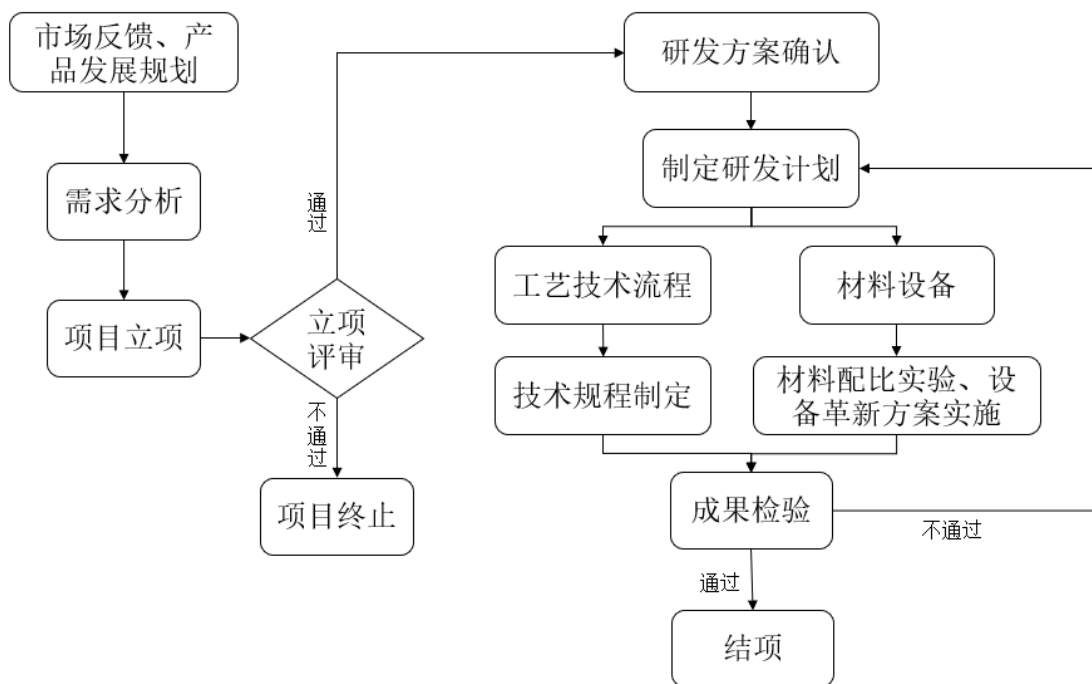 市场反馈、产
品发展规划
需求分析
项目立项
立项
评审
通过
不通过
项目终止
研发方案确认
制定研发计划
工艺技术流程
材料设备
技术规程制定
材料配比实验、设
备革新方案实施
成果检验
不通过
通过
结项